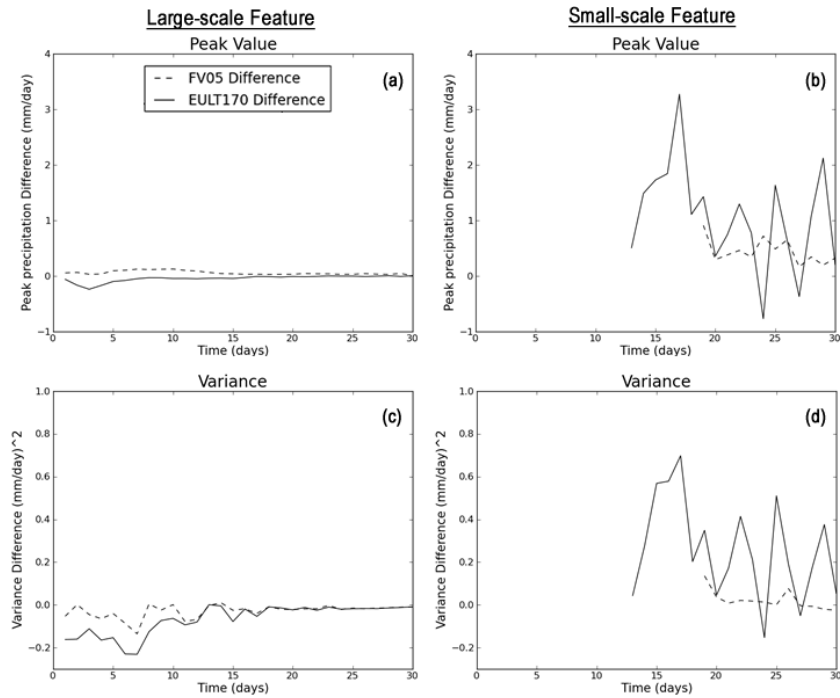 Large-scale Feature
Small-scale Feature
Peak Value
(a)
-- FV05 Difference
— EULT170 Difference
Peak precipitation Difference (mm/day)
4
3
2
1
0
−1
0 5 10 15 20 25 30
Time (days)
Peak Value
(b)
Peak precipitation Difference (mm/day)
4
3
2
1
0
−1
0 5 10 15 20 25 30
Time (days)
Variance
(c)
Variance Difference (mm/day)^2
1.0
0.8
0.6
0.4
0.2
0.0
−0.2
0 5 10 15 20 25 30
Time (days)
Variance
(d)
Variance Difference (mm/day)^2
1.0
0.8
0.6
0.4
0.2
0.0
−0.2
0 5 10 15 20 25 30
Time (days)